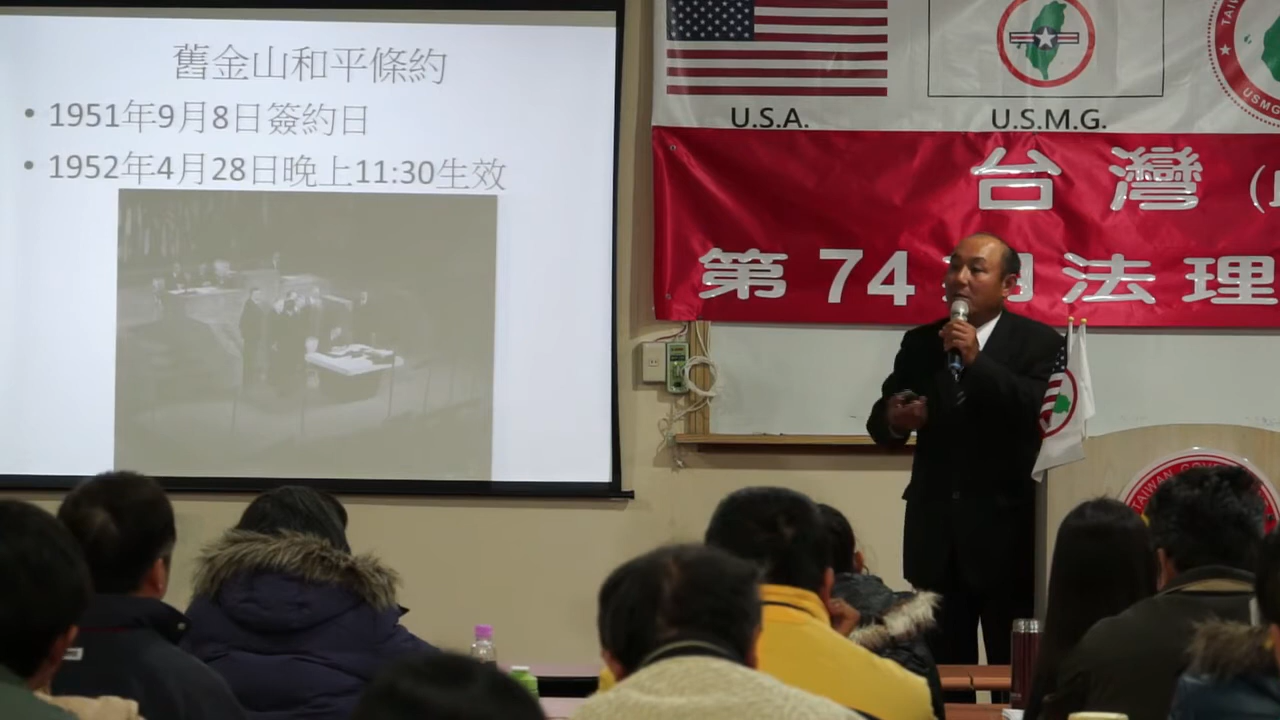 舊金山和平條約
• 1951年9月8日簽約日
• 1952年4月28日晚上11:30生效
U.S.A.
U.S.M.G.
USMG
台灣(
第74期法理